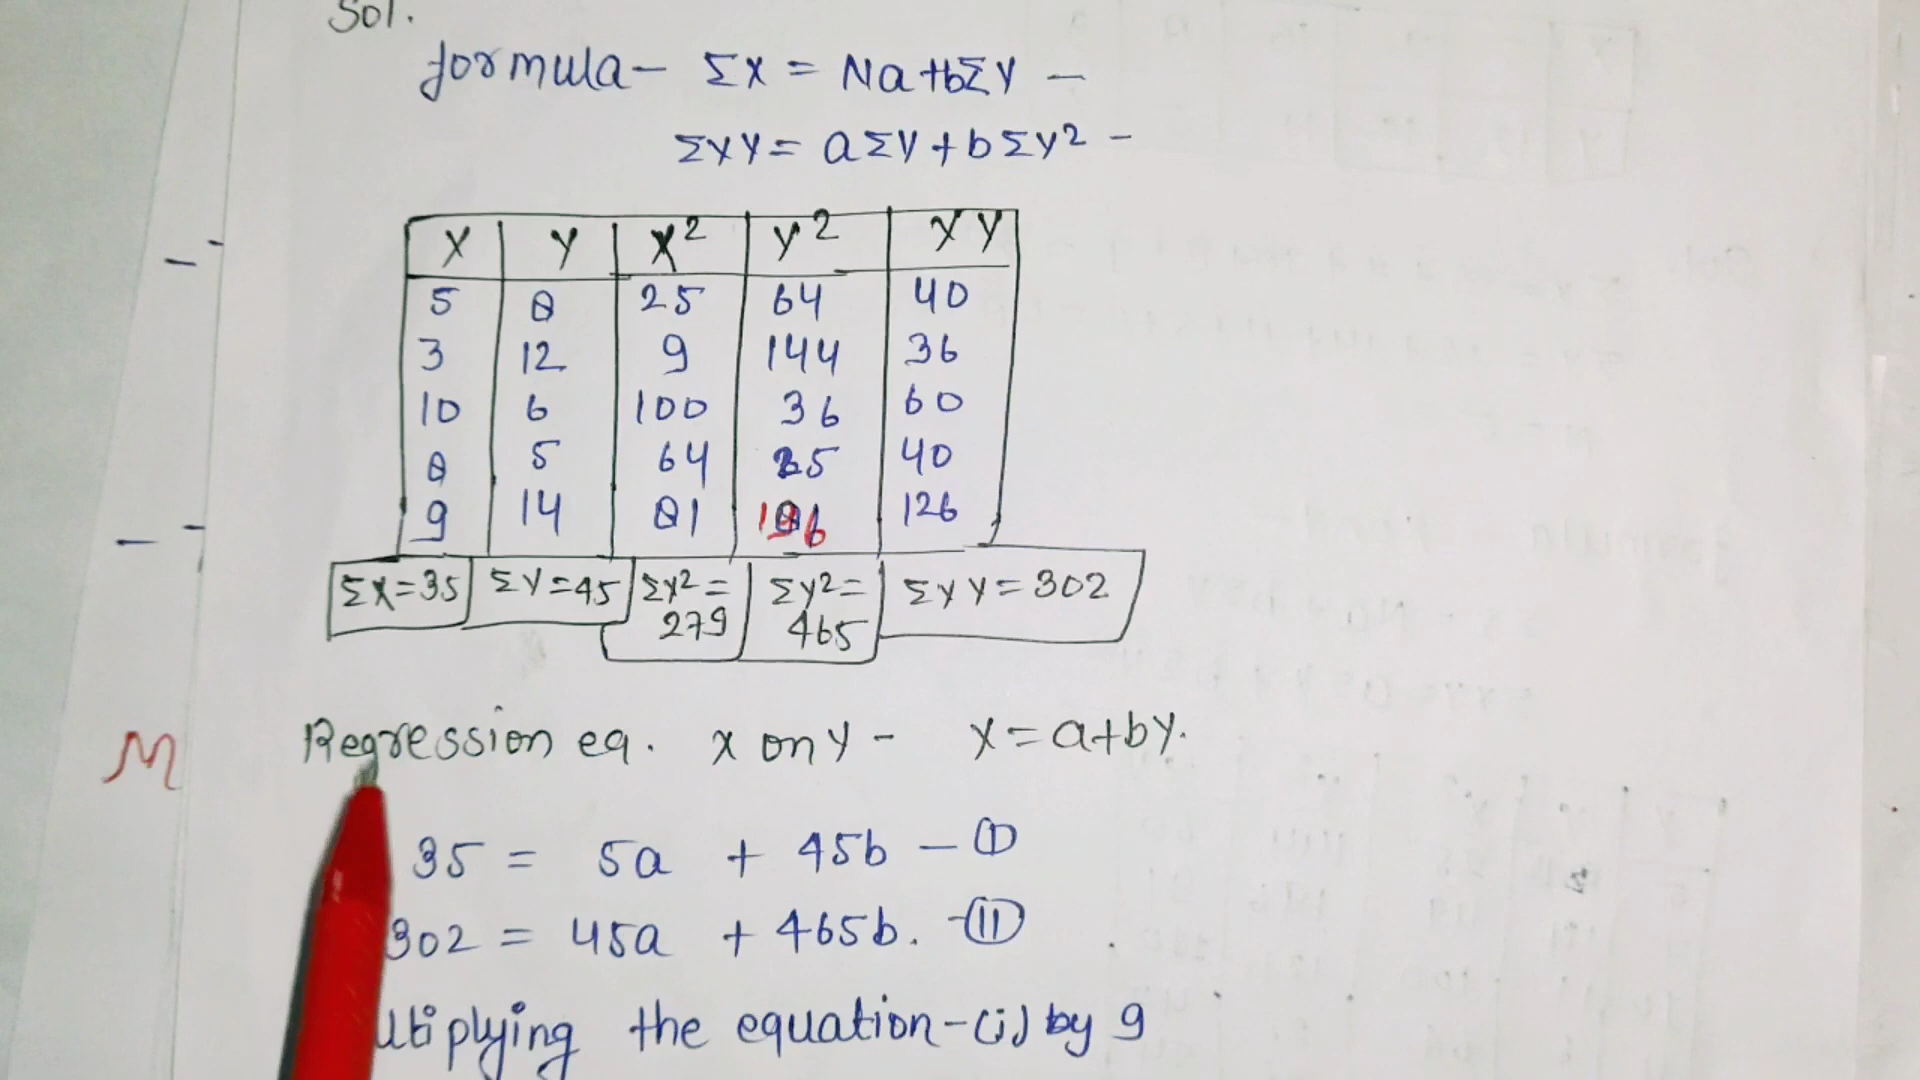 Sol.
formula- ΣX = Na+bΣY -
ΣXY= aΣY+bΣY² -
X Y X² Y² XY
5 8 25 64 40
3 12 9 144 36
10 6 100 36 60
8 5 64 25 40
9 14 81 196 126
ΣX=35 ΣY=45 Σy²=279 Σy²=465 ΣXY=302
M Regression eq. x on y - X=a+by.
35 = 5a + 45b - (I)
302 = 45a + 465b. - (II)
ultiplying the equation-(i) by 9